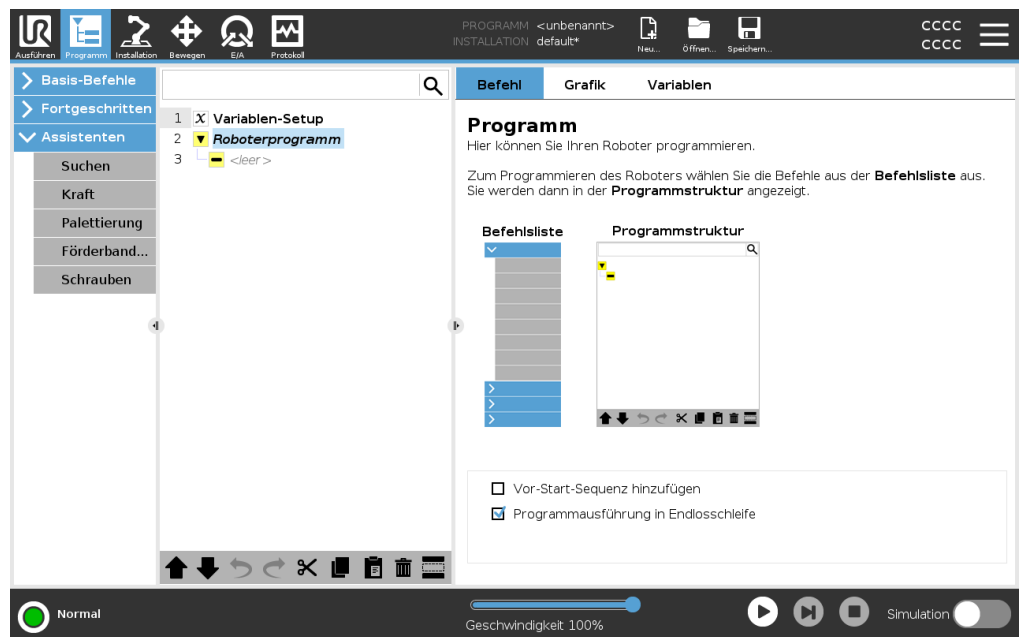 PROGRAMM <unbenannt>
INSTALLATION default*
Neu... Öffnen... Speichern...
CCCC
CCCC
UR
Ausführen Programm Installation Bewegen E/A Protokoll
Basis-Befehle
Fortgeschritten
Assistenten
Suchen
Kraft
Palettierung
Förderband...
Schrauben
1 X Variablen-Setup
2 Roboterprogramm
3 <leer>
Befehl Grafik Variablen
Programm
Hier können Sie Ihren Roboter programmieren.
Zum Programmieren des Roboters wählen Sie die Befehle aus der Befehlsliste aus.
Sie werden dann in der Programmstruktur angezeigt.
Befehlsliste Programmstruktur
Vor-Start-Sequenz hinzufügen
Programmausführung in Endlosschleife
Normal
Geschwindigkeit 100%
Simulation